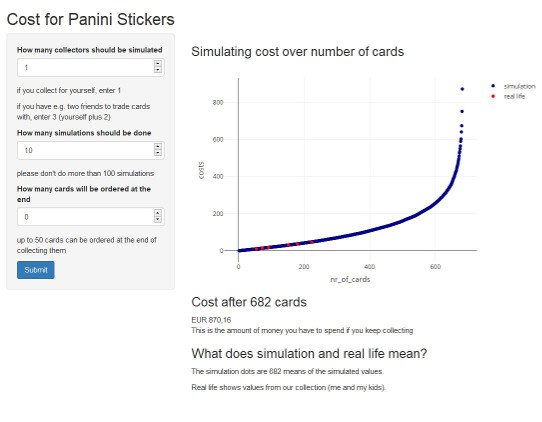 Cost for Panini Stickers
How many collectors should be simulated
1
if you collect for yourself, enter 1
if you have e.g. two friends to trade cards
with, enter 3 (yourself plus 2)
How many simulations should be done
10
please don't do more than 100 simulations
How many cards will be ordered at the
end
0
up to 50 cards can be ordered at the end of
collecting them
Submit
Simulating cost over number of cards
simulation
real life
800
600
400
200
0
costs
0
200
400
600
nr_of_cards
Cost after 682 cards
EUR 870,16
This is the amount of money you have to spend if you keep collecting
What does simulation and real life mean?
The simulation dots are 682 means of the simulated values.
Real life shows values from our collection (me and my kids).